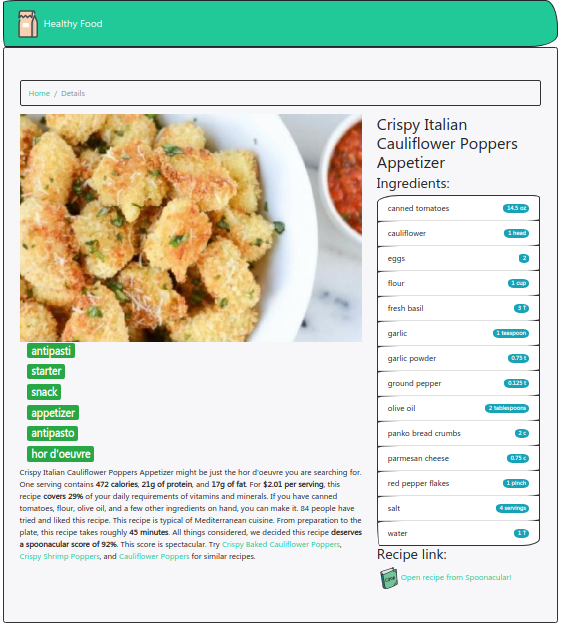 Healthy Food
Home / Details
Crispy Italian
Cauliflower Poppers
Appetizer
Ingredients:
canned tomatoes 14.5 oz
cauliflower 1 head
eggs 2
flour 1 cup
fresh basil 3 T
garlic 1 teaspoon
garlic powder 0.75 t
ground pepper 0.125 t
olive oil 2 tablespoons
panko bread crumbs 2 c
parmesan cheese 0.75 c
red pepper flakes 1 pinch
salt 4 servings
water 1 T
Recipe link:
Open recipe from Spoonacular!
antipasti
starter
snack
appetizer
antipasto
hor d'oeuvre
Crispy Italian Cauliflower Poppers Appetizer might be just the hor d'oeuvre you are searching for.
One serving contains 472 calories, 21g of protein, and 17g of fat. For $2.01 per serving, this
recipe covers 29% of your daily requirements of vitamins and minerals. If you have canned
tomatoes, flour, olive oil, and a few other ingredients on hand, you can make it. 84 people have
tried and liked this recipe. This is typical of Mediterranean cuisine. From preparation to the
plate, this recipe takes roughly 45 minutes. All things considered, we decided this recipe deserves
a spoonacular score of 92%. This score is spectacular. Try Crispy Baked Cauliflower Poppers,
Crispy Shrimp Poppers, and Cauliflower Poppers for similar recipes.